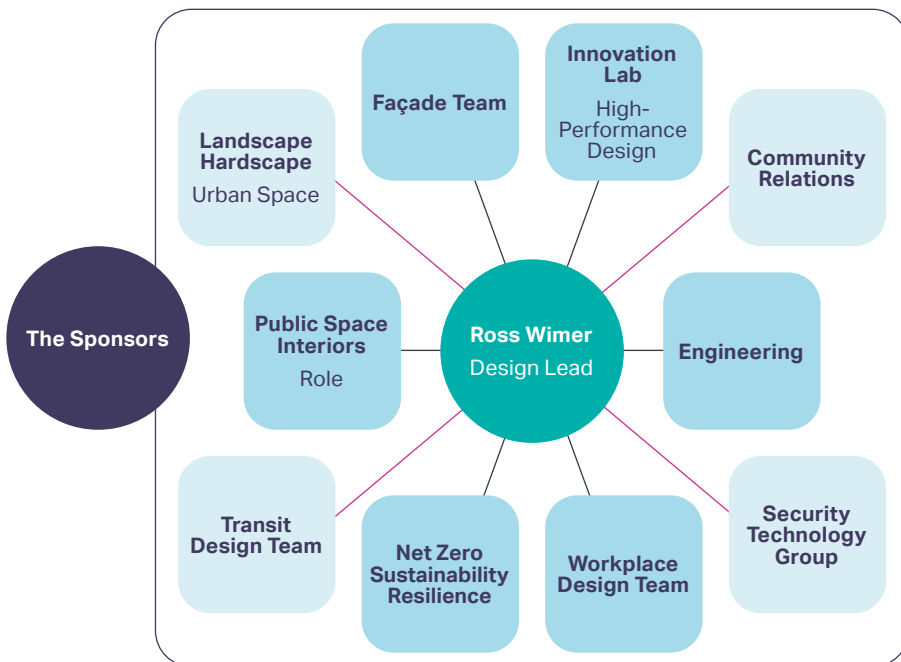 Façade Team
Innovation
Lab
High-
Performance
Design
Landscape
Hardscape
Urban Space
Community
Relations
The Sponsors
Public Space
Interiors
Role
Ross Wimer
Design Lead
Engineering
Transit
Design Team
Net Zero
Sustainability
Resilience
Workplace
Design Team
Security
Technology
Group